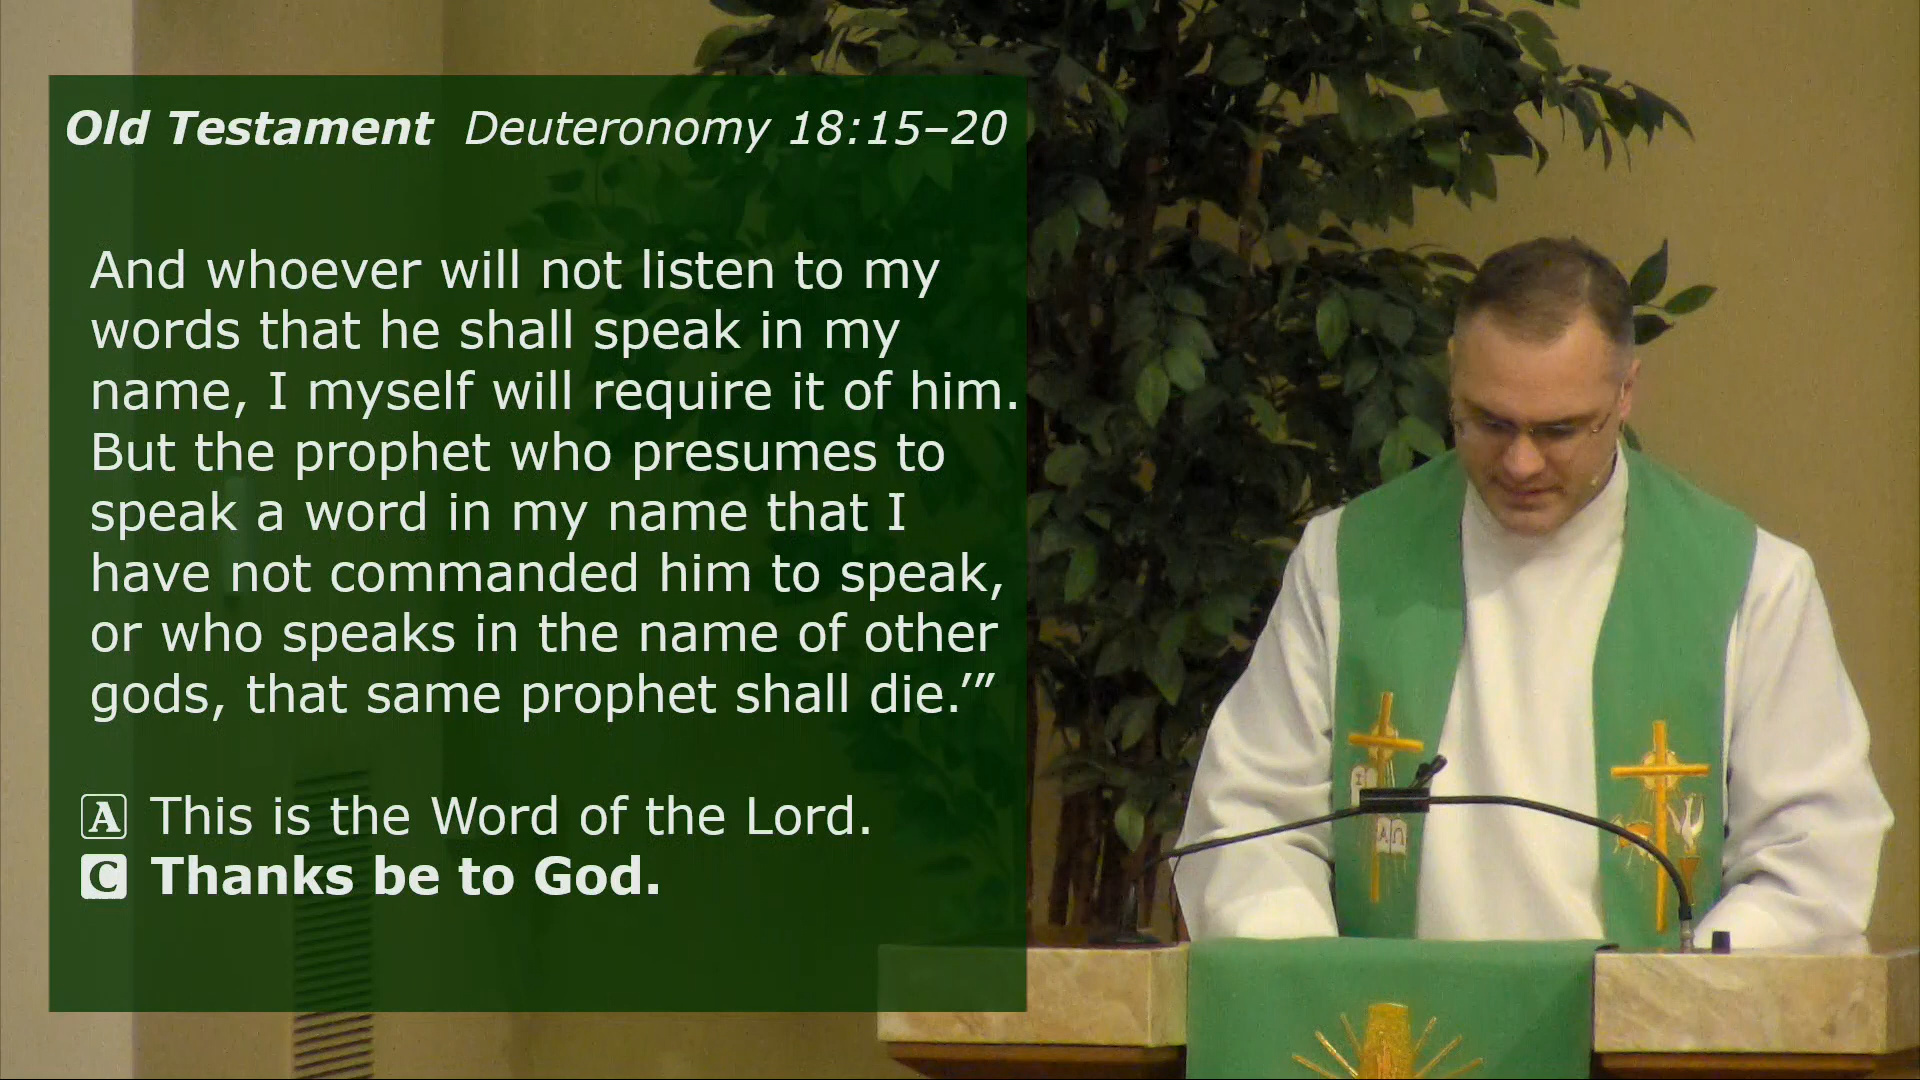 Old Testament Deuteronomy 18:15–20
And whoever will not listen to my
words that he shall speak in my
name, I myself will require it of him.
But the prophet who presumes to
speak a word in my name that I
have not commanded him to speak,
or who speaks in the name of other
gods, that same prophet shall die.’”
A This is the Word of the Lord.
C Thanks be to God.
ΑΩ